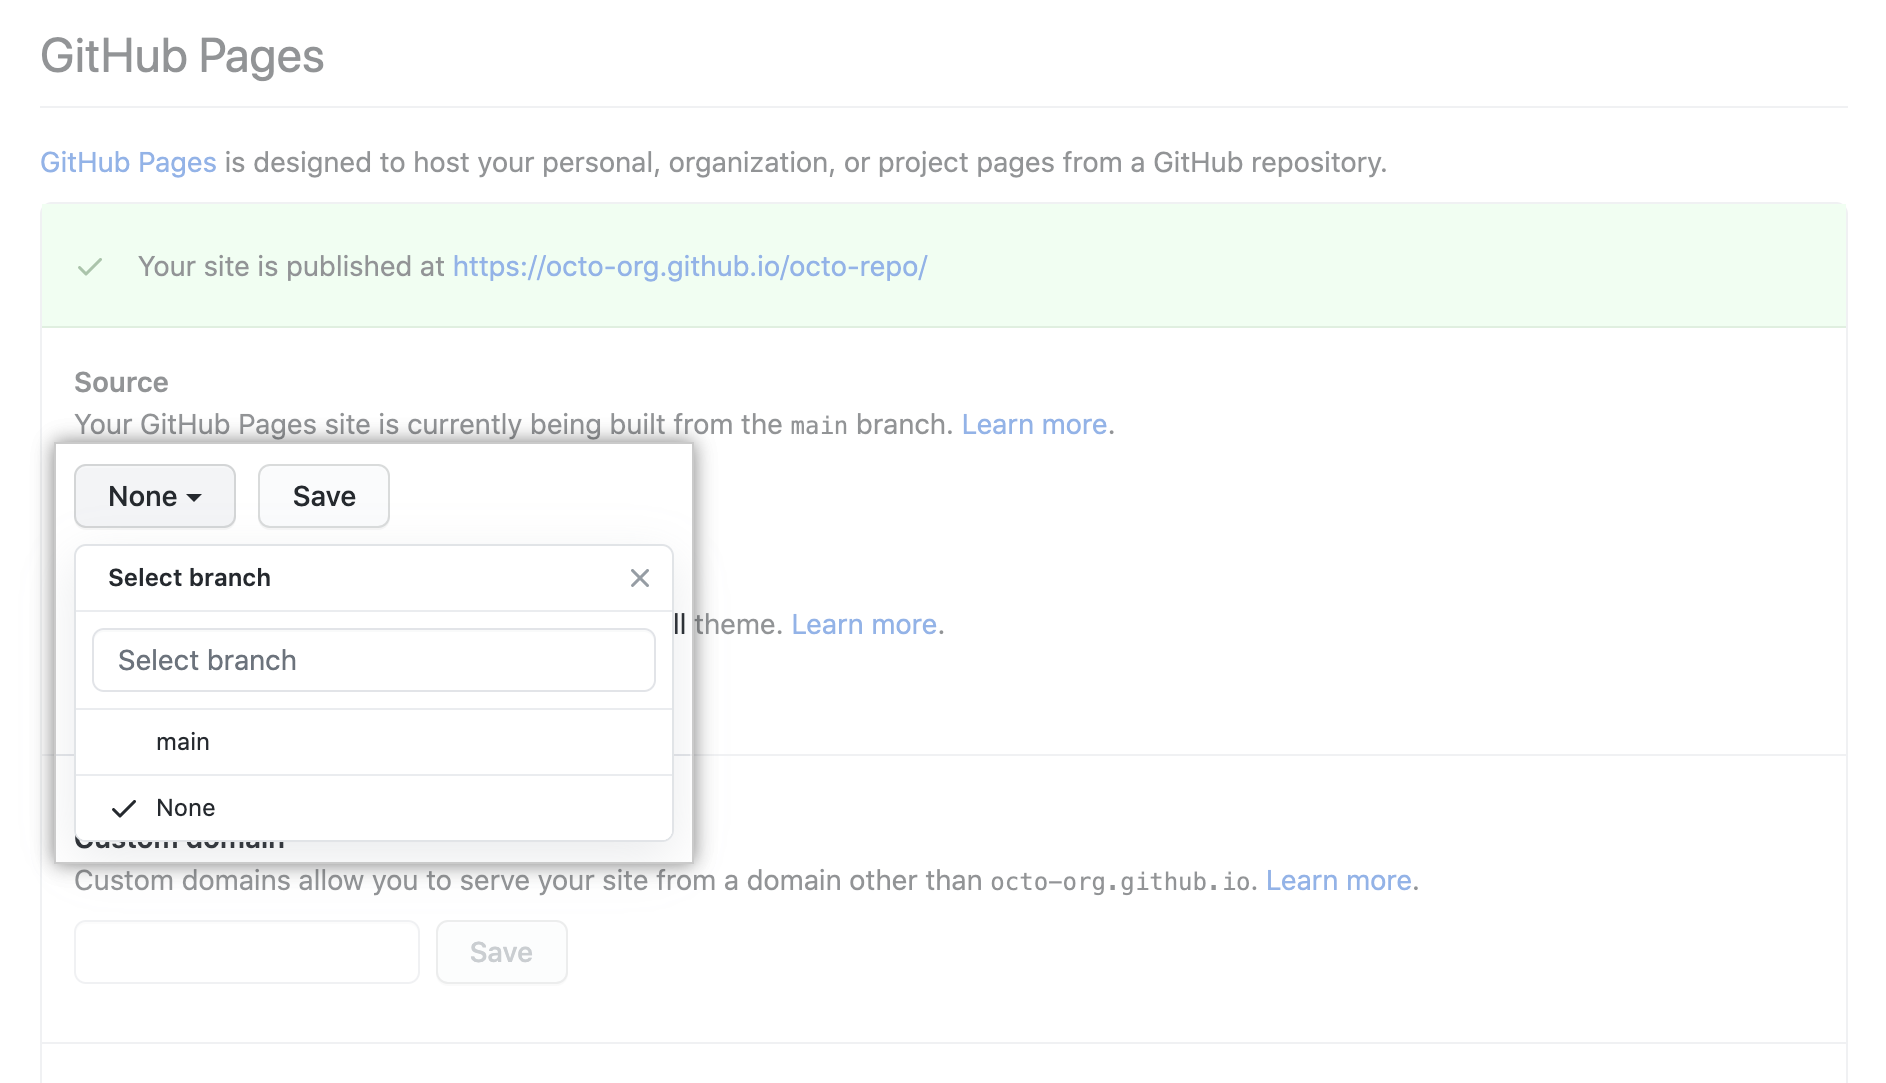 GitHub Pages
GitHub Pages is designed to host your personal, organization, or project pages from a GitHub repository.
Your site is published at https://octo-org.github.io/octo-repo/
Source
Your GitHub Pages site is currently being built from the main branch. Learn more.
None Save
Select branch
theme. Learn more.
Select branch
main
None
Custom domain
Custom domains allow you to serve your site from a domain other than octo-org.github.io. Learn more.
Save